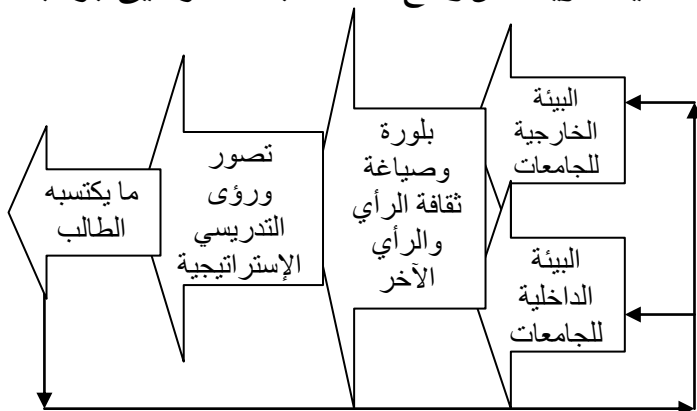 البيئة
الخارجية
للجامعات
البيئة
الداخلية
للجامعات
بلورة
وصياغة
ثقافة الرأي
والرأي
الآخر
تصور
ورؤى
التدريسي
الإستراتيجية
ما يكتسبه
الطالب